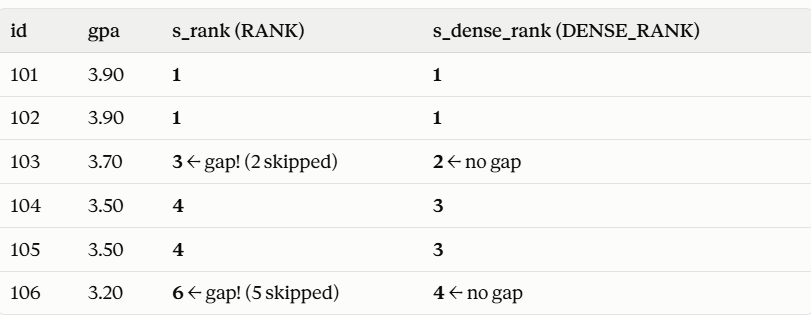 id gpa s_rank (RANK) s_dense_rank (DENSE_RANK)
101 3.90 1 1
102 3.90 1 1
103 3.70 3 ← gap! (2 skipped) 2 ← no gap
104 3.50 4 3
105 3.50 4 3
106 3.20 6 ← gap! (5 skipped) 4 ← no gap